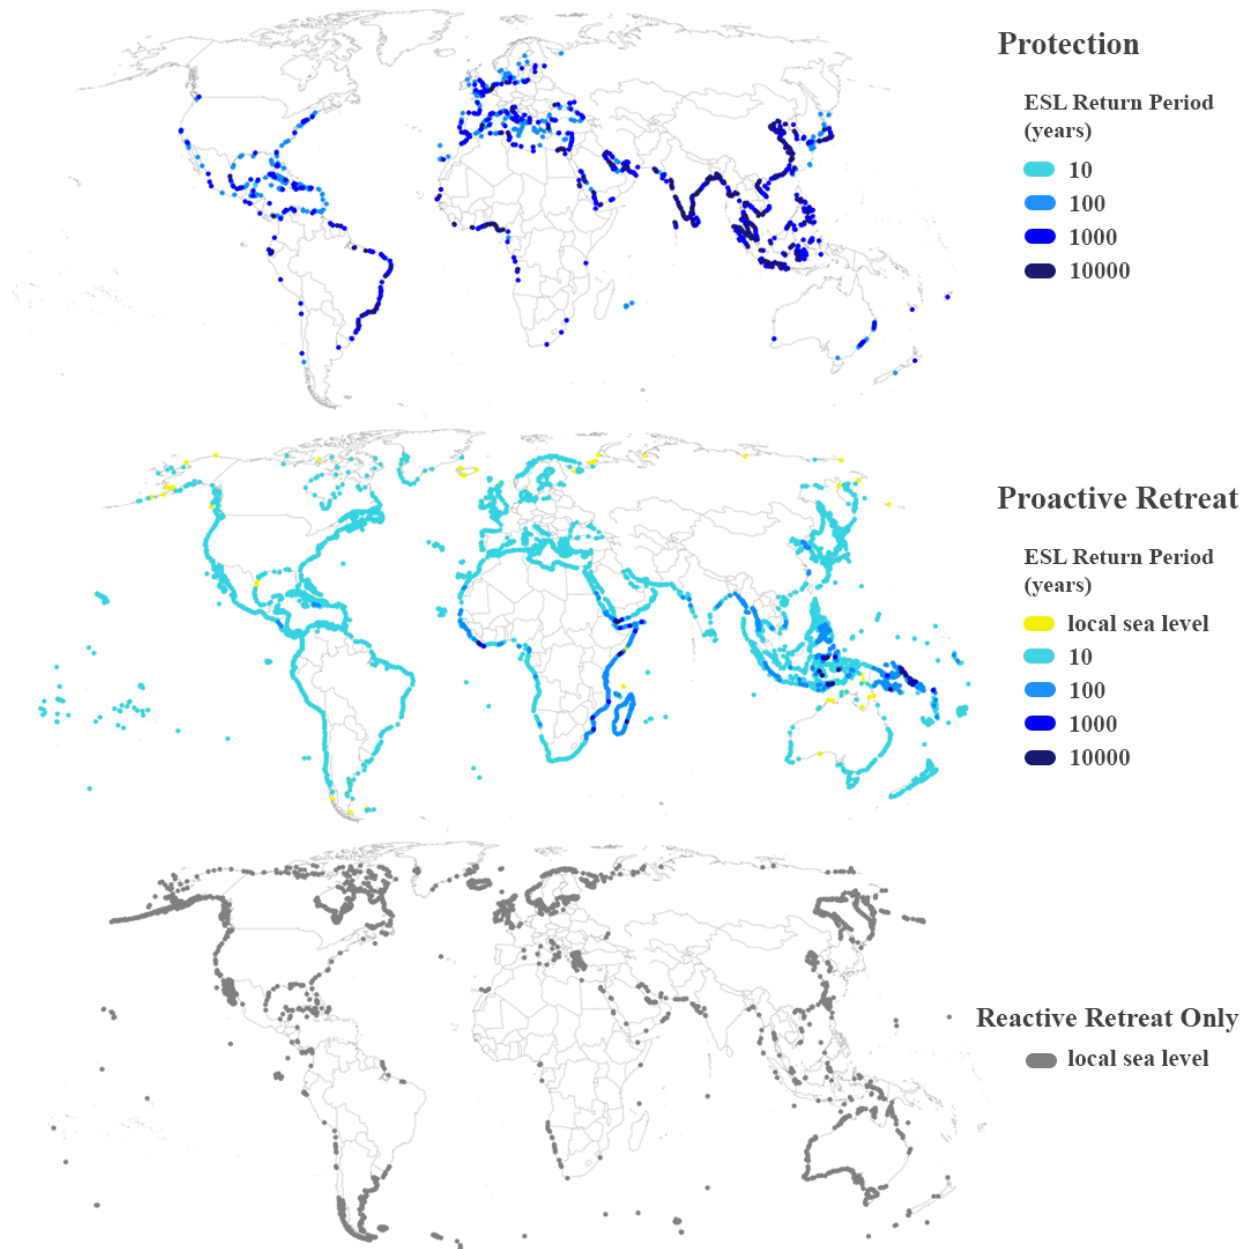 Protection
ESL Return Period
(years)
10
100
1000
10000
Proactive Retreat
ESL Return Period
(years)
local sea level
10
100
1000
10000
Reactive Retreat Only
local sea level